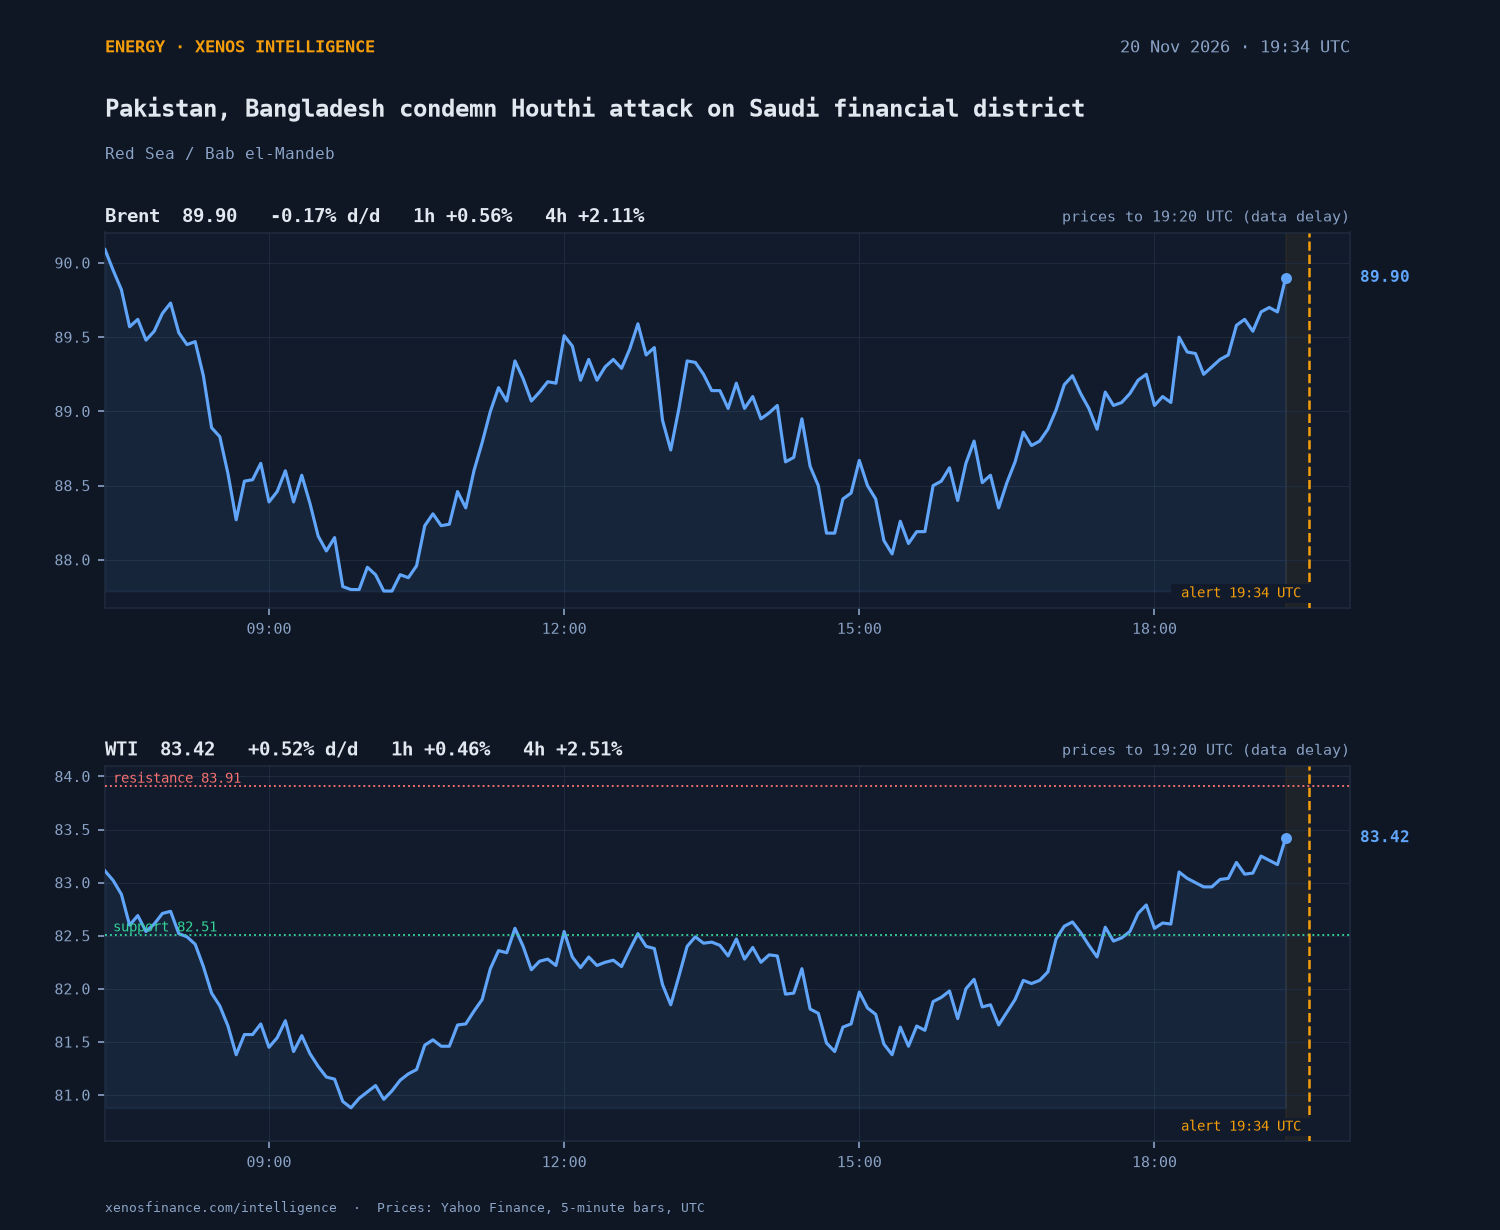 ENERGY · XENOS INTELLIGENCE
20 Nov 2026 · 19:34 UTC
Pakistan, Bangladesh condemn Houthi attack on Saudi financial district
Red Sea / Bab el-Mandeb
Brent  89.90   -0.17% d/d   1h +0.56%   4h +2.11%
prices to 19:20 UTC (data delay)
90.0
89.90
89.5
89.0
88.5
88.0
alert 19:34 UTC
09:00
12:00
15:00
18:00
WTI  83.42   +0.52% d/d   1h +0.46%   4h +2.51%
prices to 19:20 UTC (data delay)
84.0
resistance 83.91
83.5
83.42
83.0
support 82.51
82.5
82.0
81.5
81.0
alert 19:34 UTC
09:00
12:00
15:00
18:00
xenosfinance.com/intelligence  ·  Prices: Yahoo Finance, 5-minute bars, UTC